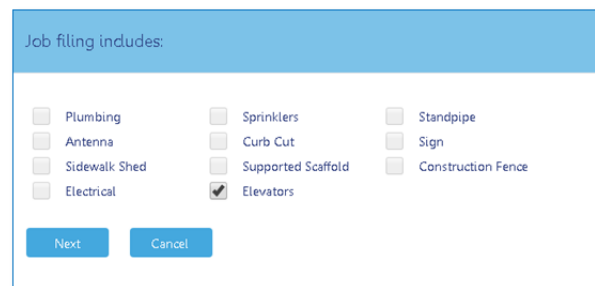 Job filing includes:
Plumbing Sprinklers Standpipe
Antenna Curb Cut Sign
Sidewalk Shed Supported Scaffold Construction Fence
Electrical Elevators
Next Cancel